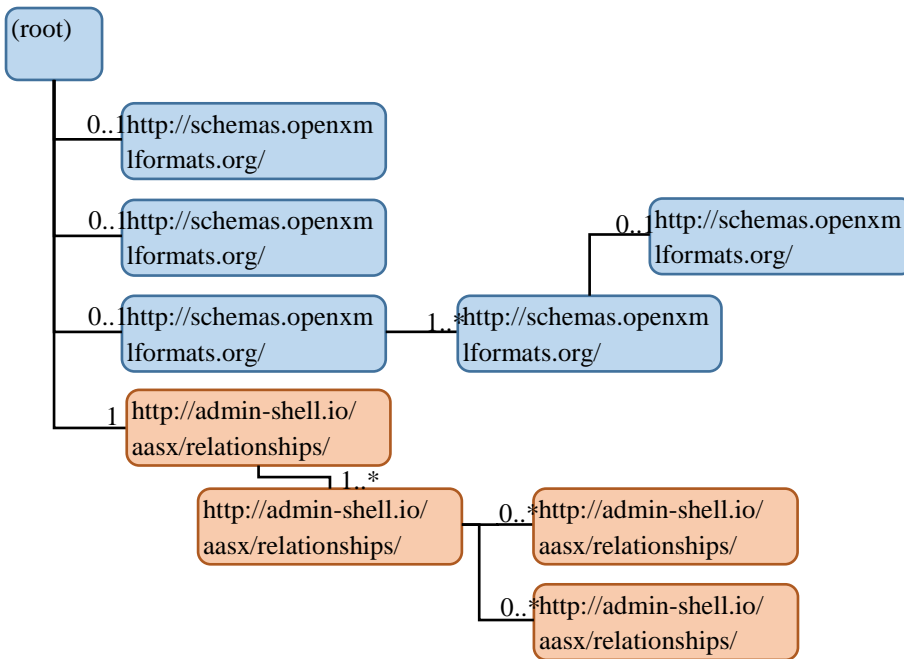 (root)
0..1
http://schemas.openxm
lformats.org/
0..1
http://schemas.openxm
lformats.org/
0..1
http://schemas.openxm
lformats.org/
0..1
http://schemas.openxm
lformats.org/
1..*
http://schemas.openxm
lformats.org/
1
http://admin-shell.io/
aasx/relationships/
1..*
http://admin-shell.io/
aasx/relationships/
0..*
http://admin-shell.io/
aasx/relationships/
0..*
http://admin-shell.io/
aasx/relationships/